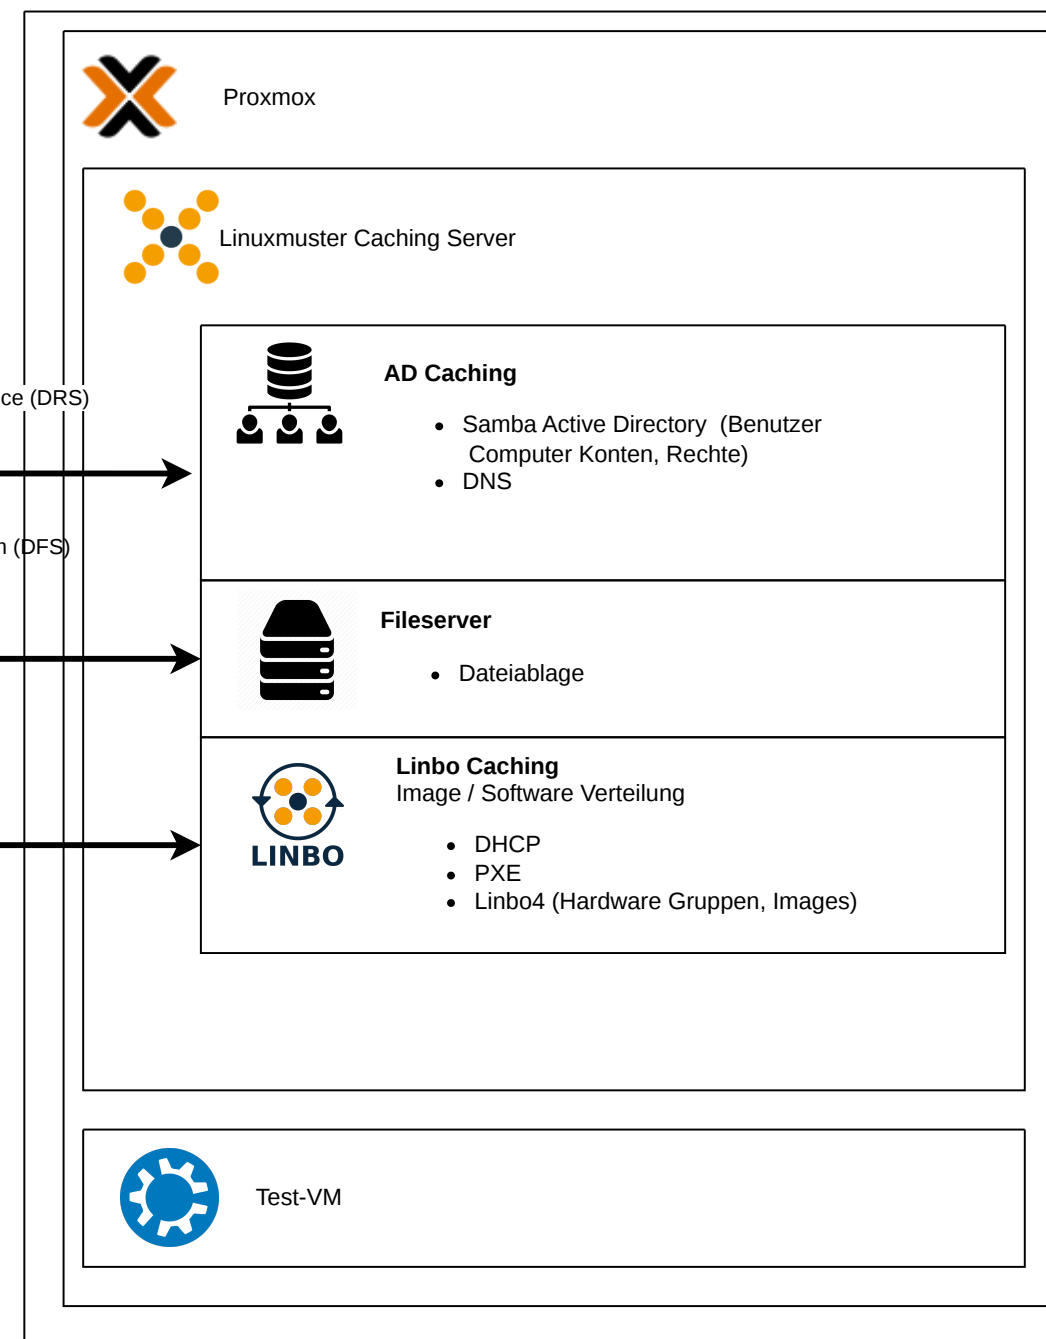 Proxmox
Linuxmuster Caching Server
AD Caching
ce (DRS)
• Samba Active Directory (Benutzer
Computer Konten, Rechte)
• DNS
(DFS)
Fileserver
• Dateiablage
Linbo Caching
Image / Software Verteilung
LINBO
• DHCP
• PXE
• Linbo4 (Hardware Gruppen, Images)
Test-VM